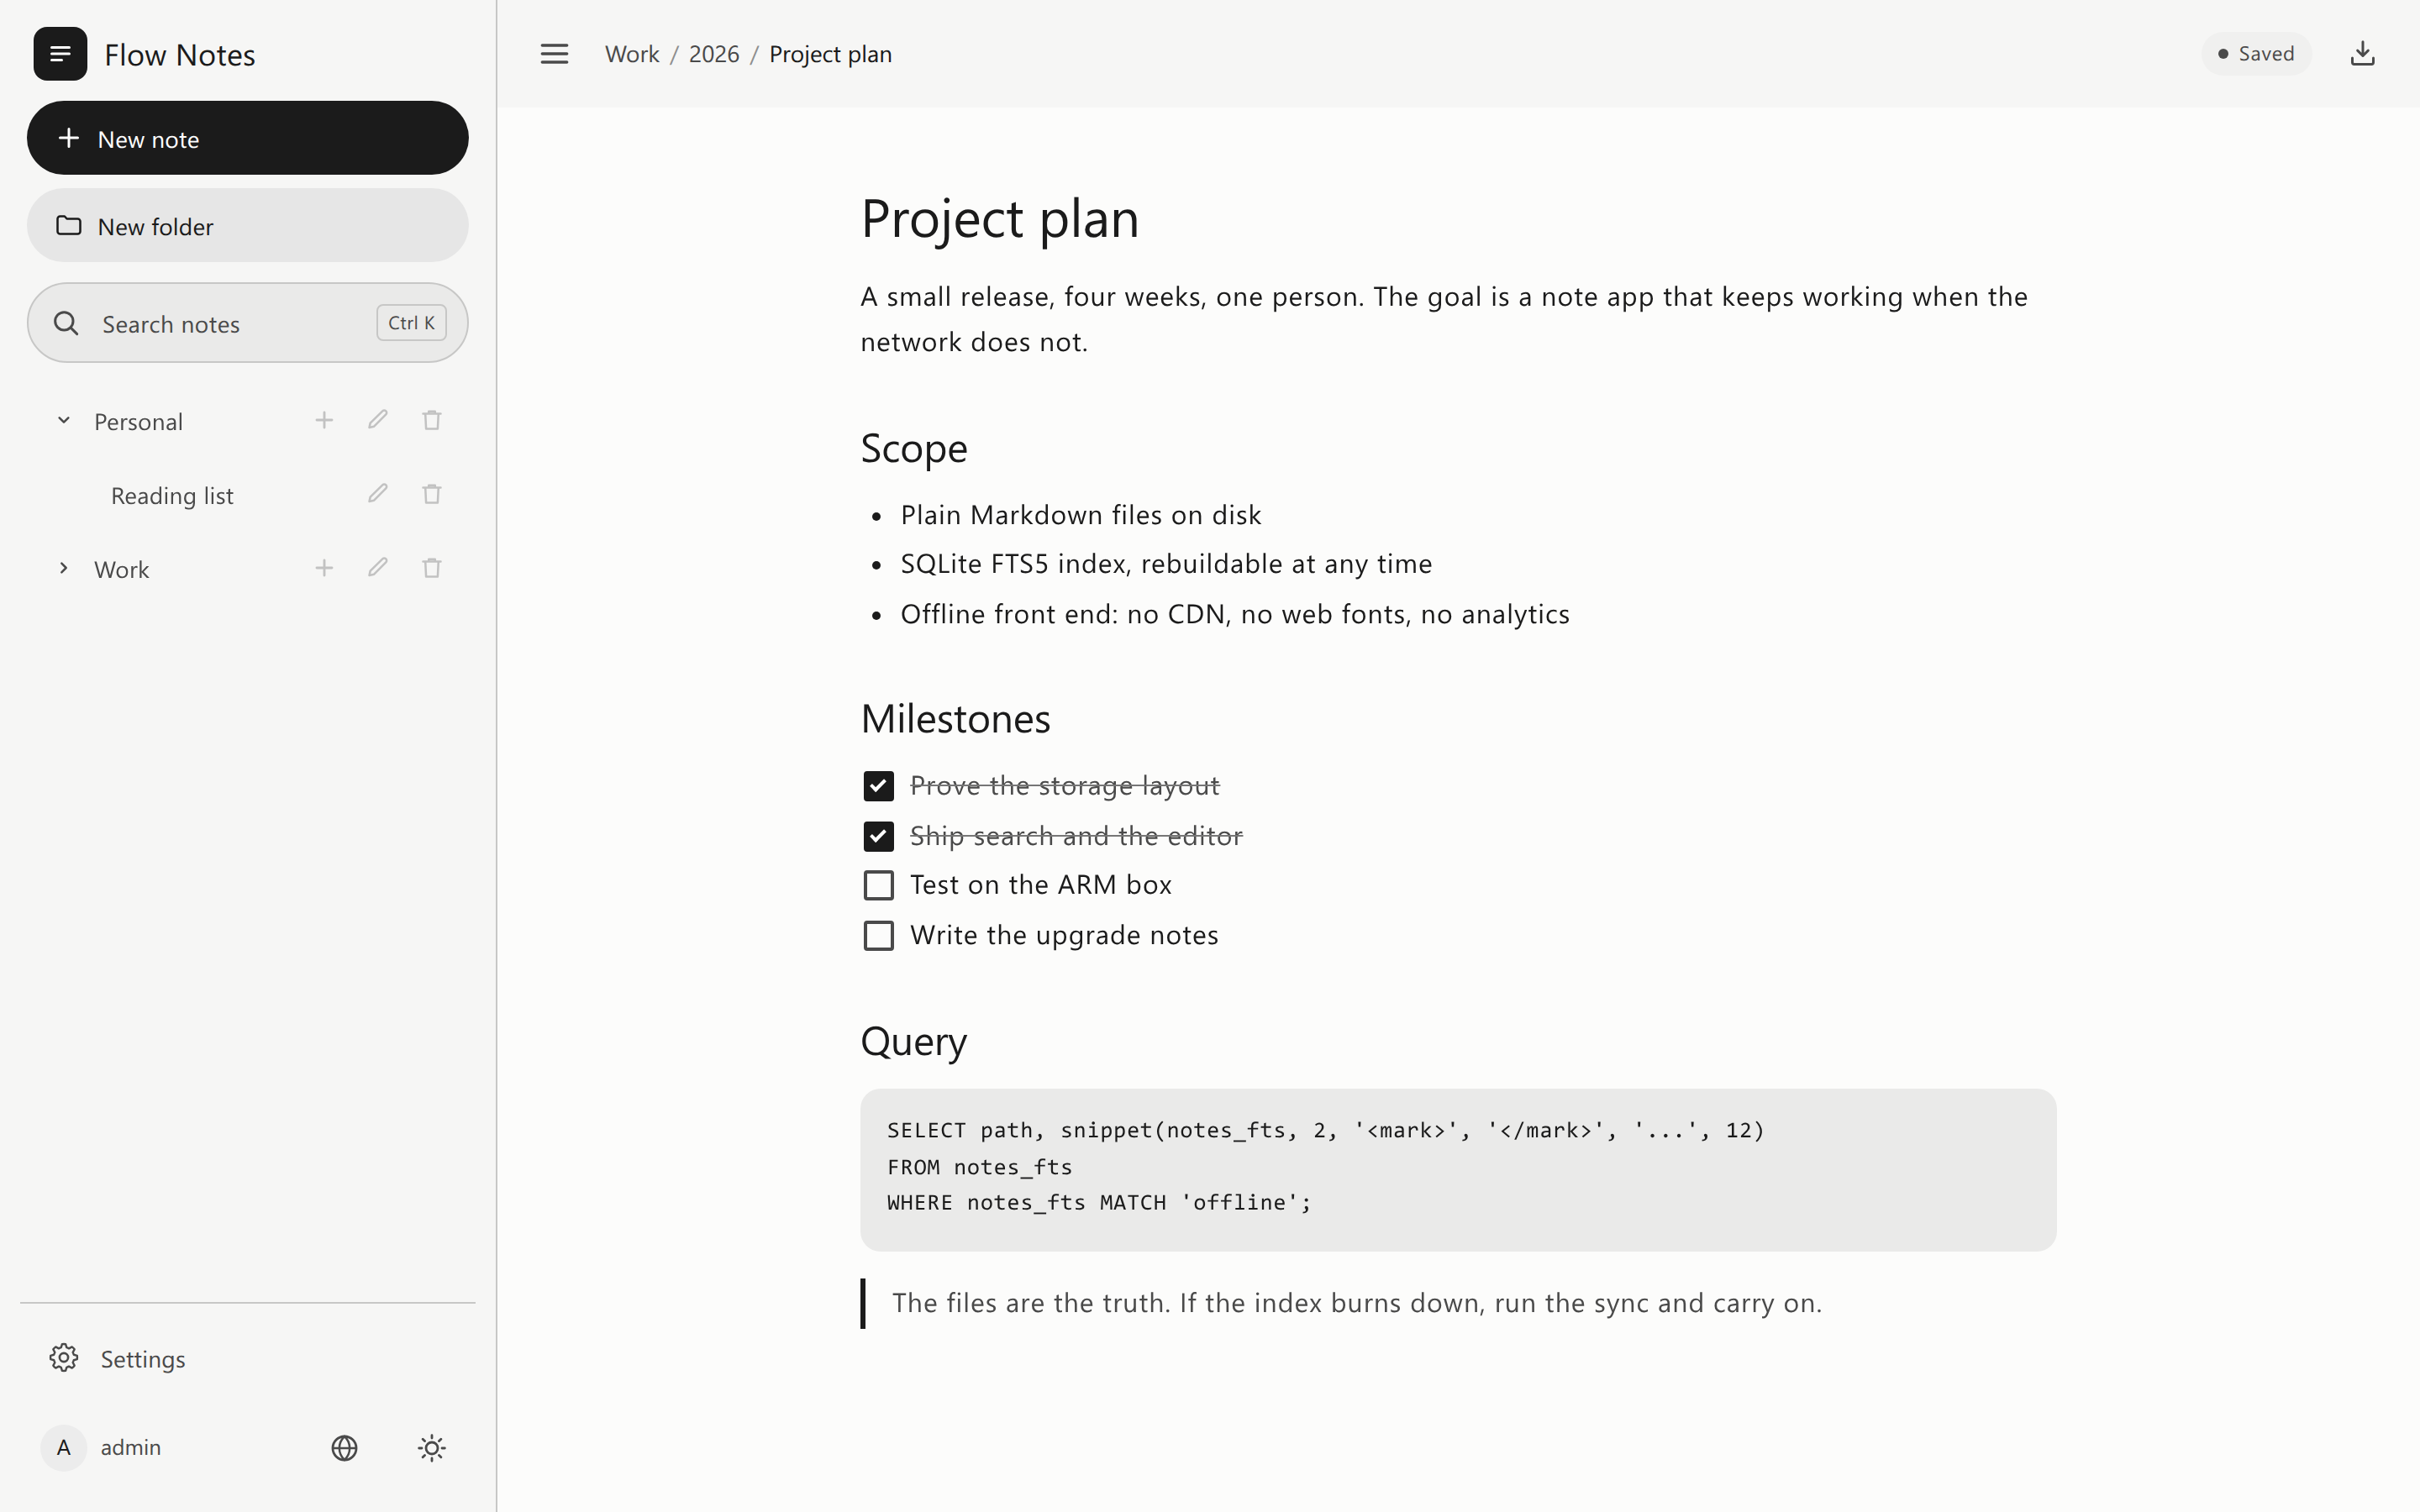 Flow Notes
New note
New folder
Search notes
Ctrl K
Personal
Reading list
Work
Settings
A
admin
Work / 2026 / Project plan
Saved
Project plan
A small release, four weeks, one person. The goal is a note app that keeps working when the
network does not.
Scope
• Plain Markdown files on disk
• SQLite FTS5 index, rebuildable at any time
• Offline front end: no CDN, no web fonts, no analytics
Milestones
Prove the storage layout
Ship search and the editor
Test on the ARM box
Write the upgrade notes
Query
SELECT path, snippet(notes_fts, 2, '<mark>', '</mark>', '...', 12)
FROM notes_fts
WHERE notes_fts MATCH 'offline';
The files are the truth. If the index burns down, run the sync and carry on.